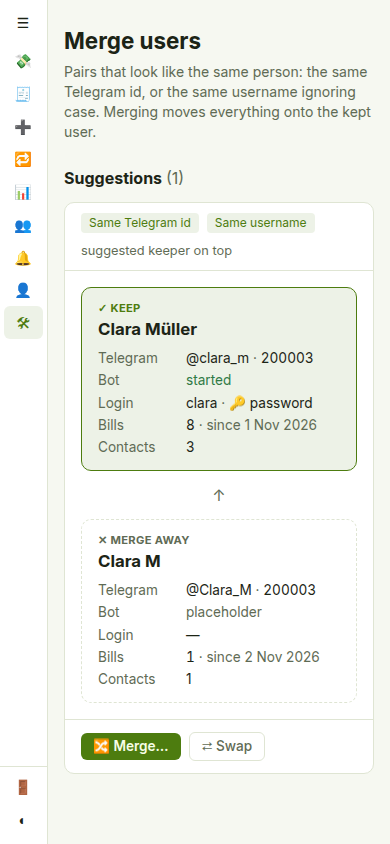 Merge users
Pairs that look like the same person: the same
Telegram id, or the same username ignoring
case. Merging moves everything onto the kept
user.
Suggestions (1)
Same Telegram id Same username
suggested keeper on top
✓ KEEP
Clara Müller
Telegram @clara_m · 200003
Bot started
Login clara · 🔑 password
Bills 8 · since 1 Nov 2026
Contacts 3
↑
✕ MERGE AWAY
Clara M
Telegram @Clara_M · 200003
Bot placeholder
Login —
Bills 1 · since 2 Nov 2026
Contacts 1
🔀 Merge... ⇄ Swap